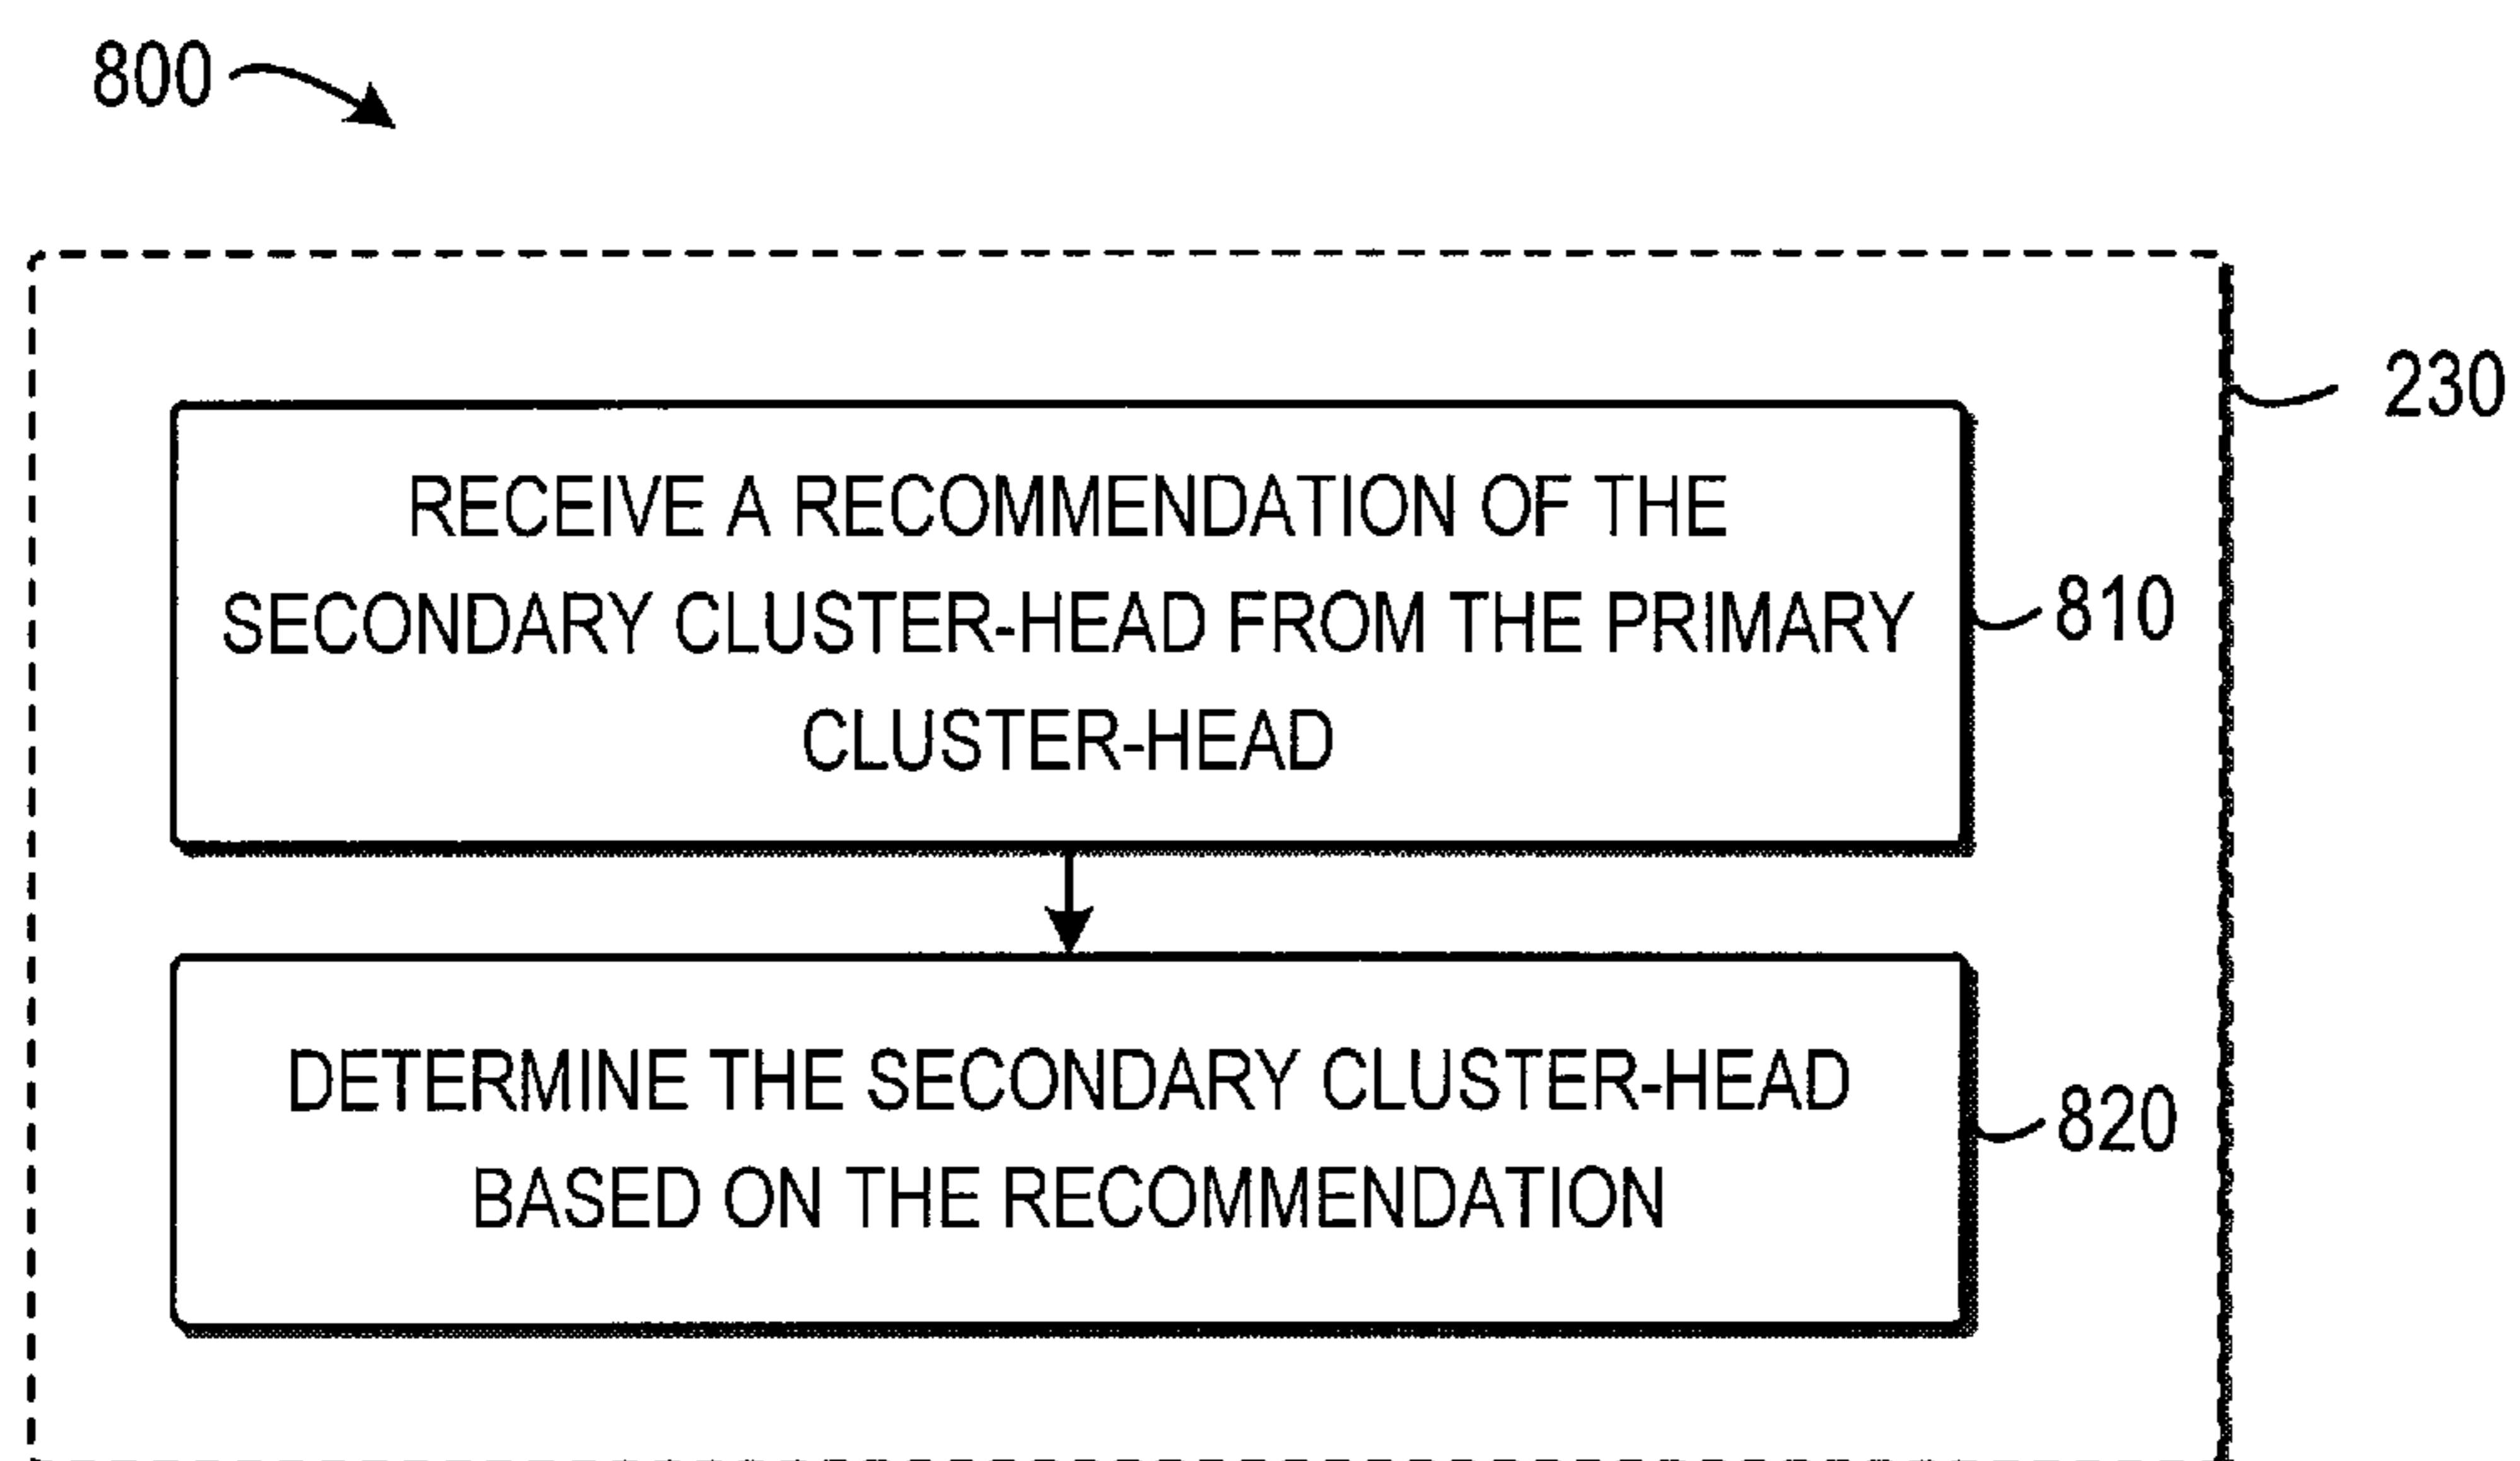 800
230
RECEIVE A RECOMMENDATION OF THE
SECONDARY CLUSTER-HEAD FROM THE PRIMARY
CLUSTER-HEAD
810
DETERMINE THE SECONDARY CLUSTER-HEAD
BASED ON THE RECOMMENDATION
820